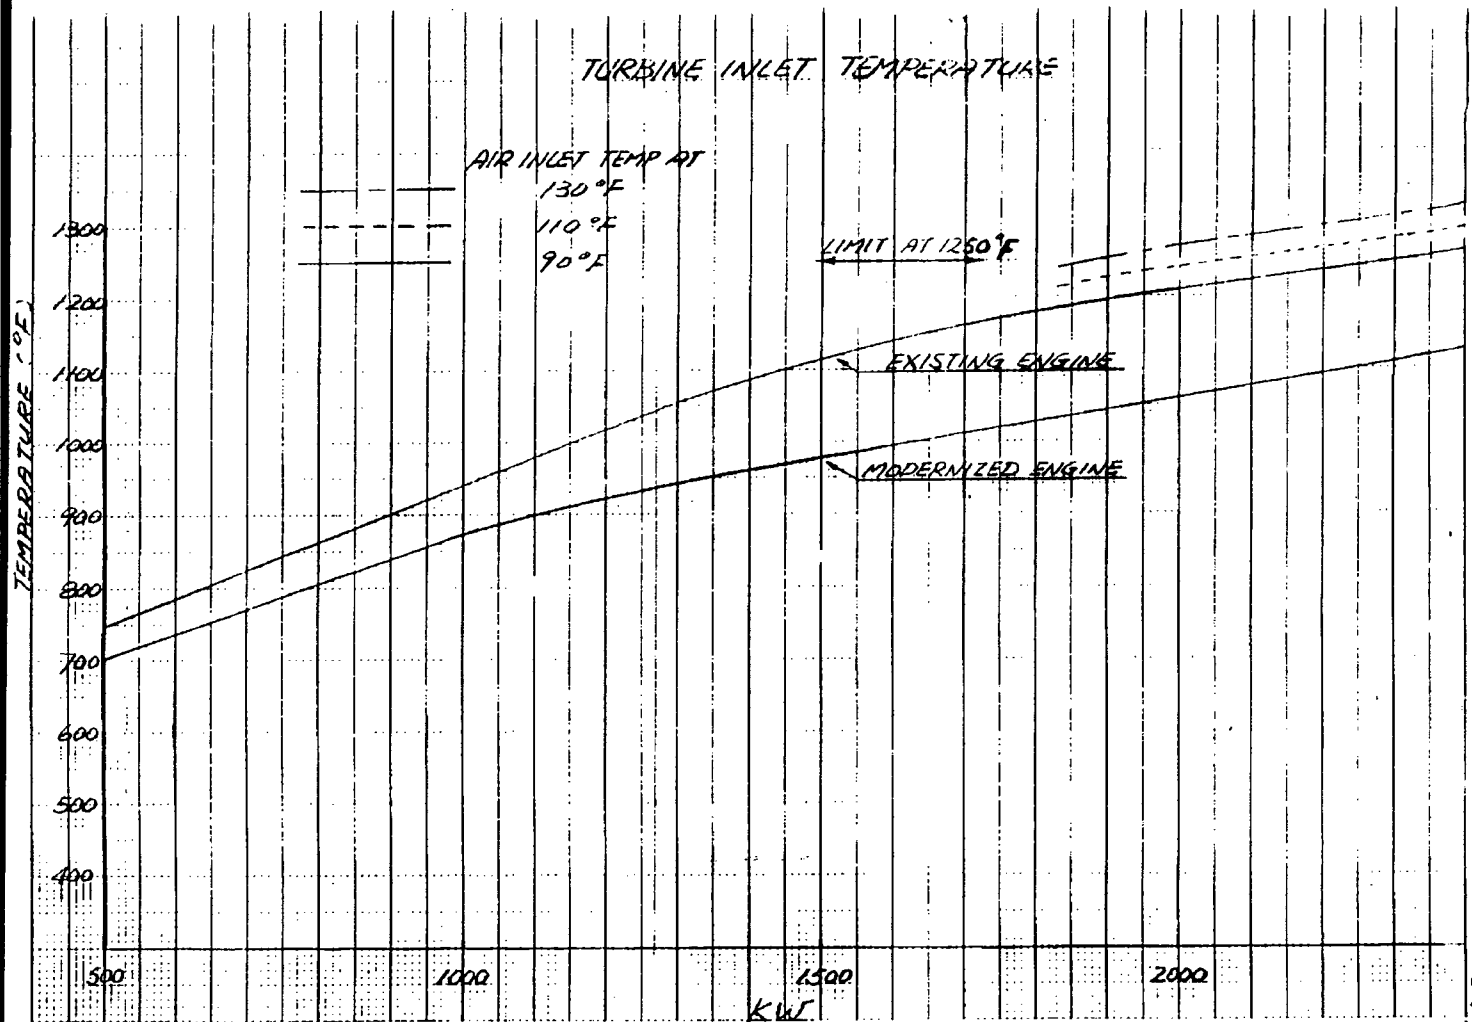 TURBINE INLET TEMPERATURE
AIR INLET TEMP AT
130°F
110°F
90°F
LIMIT AT 1250°F
EXISTING ENGINE
MODERNIZED ENGINE
TEMPERATURE (°F)
1300
1200
1100
1000
900
800
700
600
500
400
500 1000 1500 2000
KW